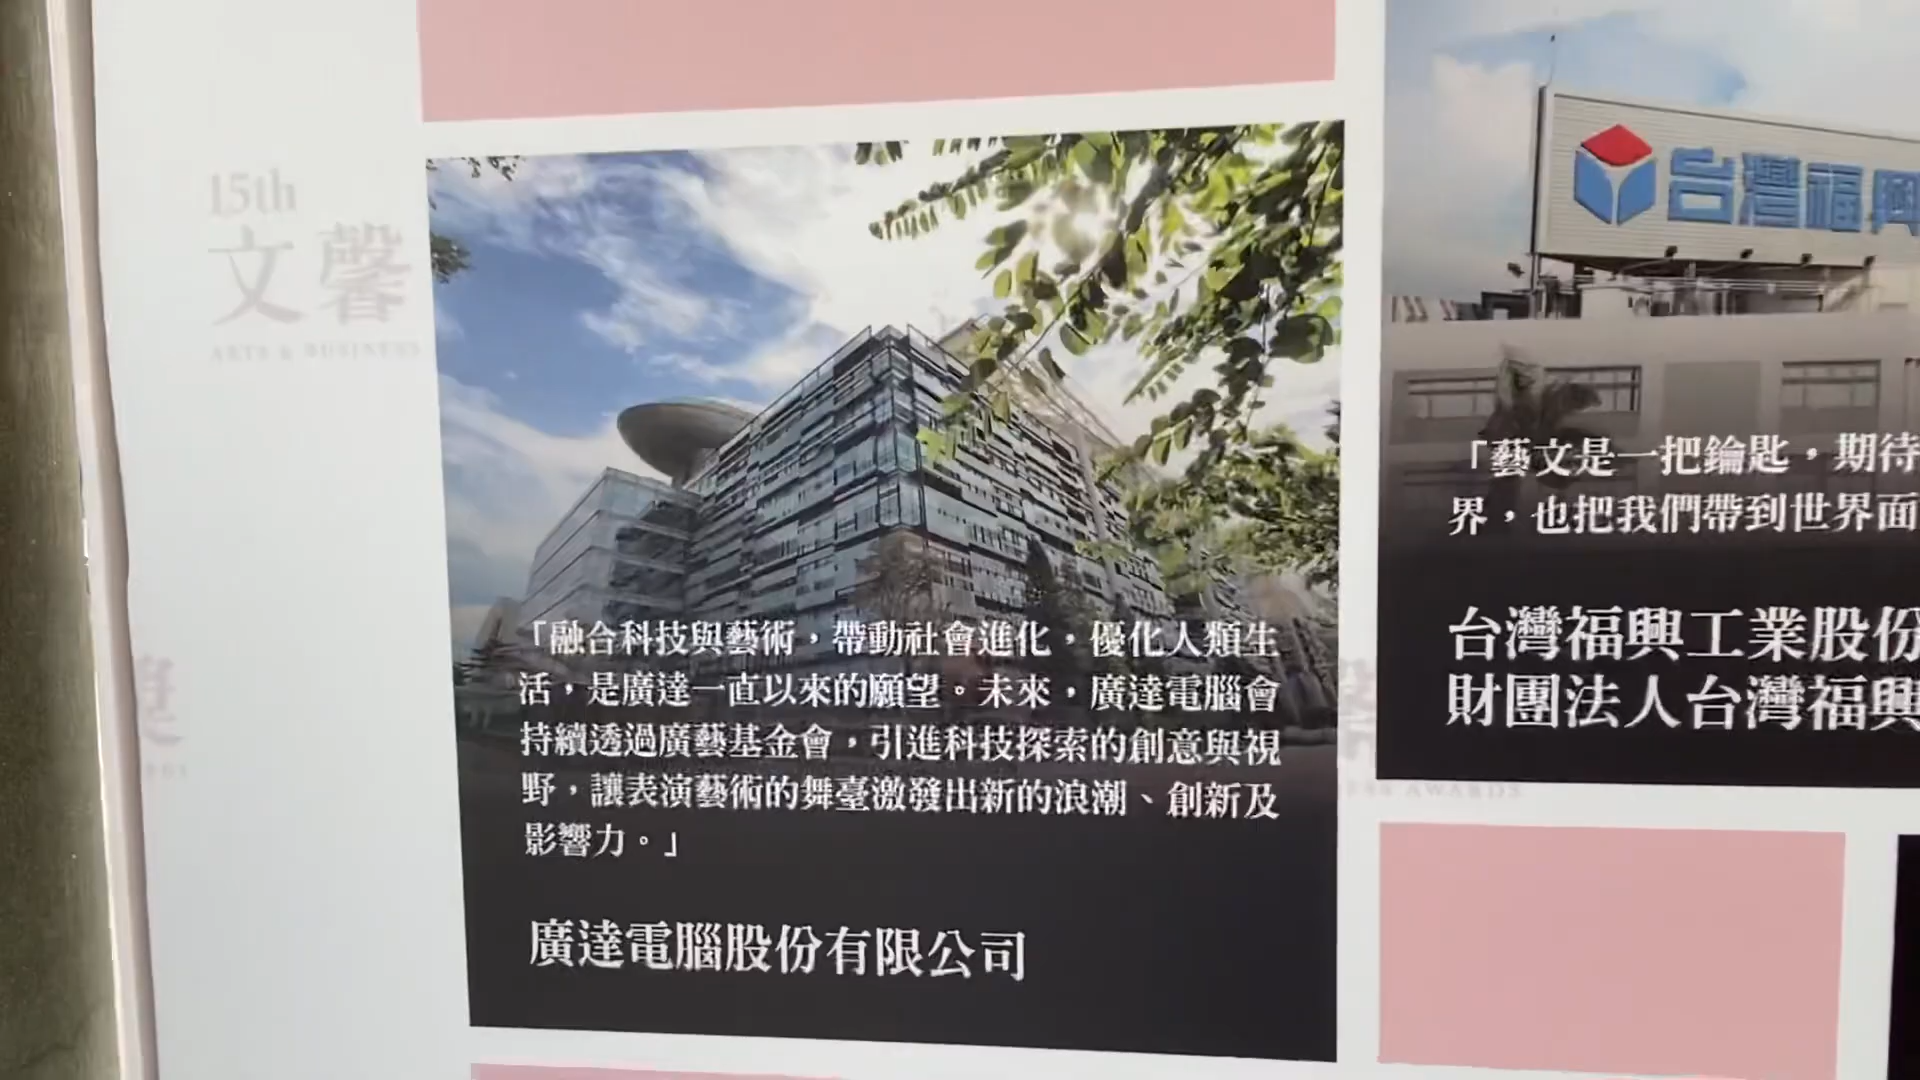 15th
文馨
ARTS & BUSINESS
「融合科技與藝術，帶動社會進化，優化人類生
活，是廣達一直以來的願望。未來，廣達電腦會
持續透過廣藝基金會，引進科技探索的創意與視
野，讓表演藝術的舞臺激發出新的浪潮、創新及
影響力。」
廣達電腦股份有限公司
台灣福興
「藝文是一把鑰匙，期待
界，也把我們帶到世界面
台灣福興工業股份
財團法人台灣福興
AWARDS